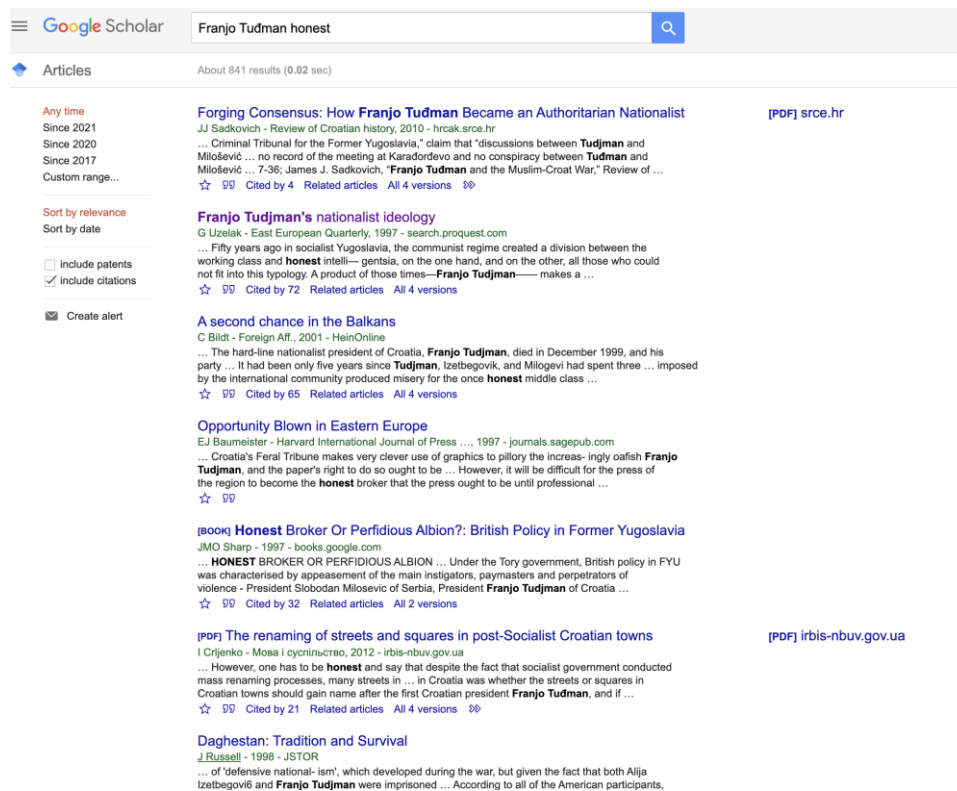 Google Scholar
Franjo Tuđman honest
Articles
About 841 results (0.02 sec)
Any time
Since 2021
Since 2020
Since 2017
Custom range...
Sort by relevance
Sort by date
include patents
include citations
Create alert
Forging Consensus: How Franjo Tuđman Became an Authoritarian Nationalist
[PDF] srce.hr
JJ Sadkovich - Review of Croatian history, 2010 - hrcak.srce.hr
... Criminal Tribunal for the Former Yugoslavia," claim that "discussions between Tudjman and
Milošević ... no record of the meeting at Karađorđevo and no conspiracy between Tuđman and
Milošević ... 7-36; James J. Sadkovich, "Franjo Tuđman and the Muslim-Croat War," Review of ...
Cited by 4 Related articles All 4 versions
Franjo Tudjman's nationalist ideology
G Uzelak - East European Quarterly, 1997 - search.proquest.com
... Fifty years ago in socialist Yugoslavia, the communist regime created a division between the
working class and honest intelli— gentsia, on the one hand, and on the other, all those who could
not fit into this typology. A product of those times—Franjo Tudjman—— makes a ...
Cited by 72 Related articles All 4 versions
A second chance in the Balkans
C Bildt - Foreign Aff., 2001 - HeinOnline
... The hard-line nationalist president of Croatia, Franjo Tudjman, died in December 1999, and his
party ... It had been only five years since Tudjman, Izetbegovik, and Milogevi had spent three ... imposed
by the international community produced misery for the once honest middle class ...
Cited by 65 Related articles All 4 versions
Opportunity Blown in Eastern Europe
EJ Baumeister - Harvard International Journal of Press ..., 1997 - journals.sagepub.com
... Croatia's Feral Tribune makes very clever use of graphics to pillory the increas- ingly oafish Franjo
Tudjman, and the paper's right to do so ought to be ... However, it will be difficult for the press of
the region to become the honest broker that the press ought to be until professional ...
[BOOK] Honest Broker Or Perfidious Albion?: British Policy in Former Yugoslavia
JMO Sharp - 1997 - books.google.com
... HONEST BROKER OR PERFIDIOUS ALBION ... Under the Tory government, British policy in FYU
was characterised by appeasement of the main instigators, paymasters and perpetrators of
violence - President Slobodan Milosevic of Serbia, President Franjo Tudjman of Croatia ...
Cited by 32 Related articles All 2 versions
[PDF] The renaming of streets and squares in post-Socialist Croatian towns
[PDF] irbis-nbuv.gov.ua
I Crljenko - Мова і суспільство, 2012 - irbis-nbuv.gov.ua
... However, one has to be honest and say that despite the fact that socialist government conducted
mass renaming processes, many streets in ... in Croatia was whether the streets or squares in
Croatian towns should gain name after the first Croatian president Franjo Tuđman, and if ...
Cited by 21 Related articles All 4 versions
Daghestan: Tradition and Survival
J Russell - 1998 - JSTOR
... of 'defensive national- ism', which developed during the war, but given the fact that both Alija
Izetbegovi6 and Franjo Tudjman were imprisoned ... According to all of the American participants,